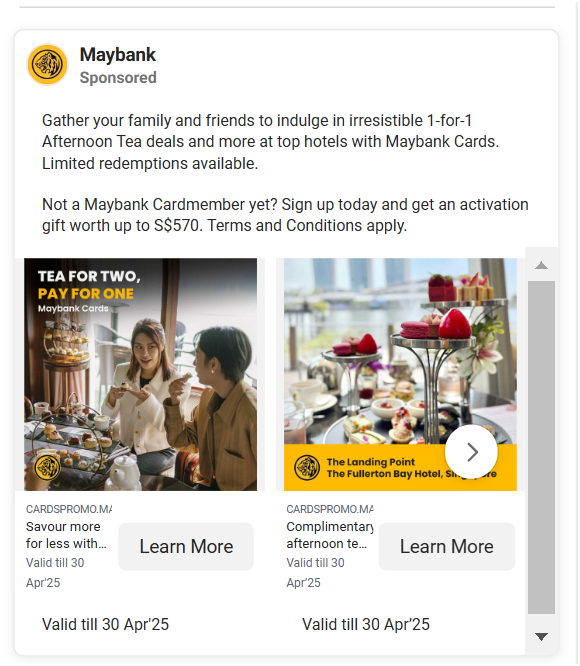 Maybank
Sponsored
Gather your family and friends to indulge in irresistible 1-for-1
Afternoon Tea deals and more at top hotels with Maybank Cards.
Limited redemptions available.
Not a Maybank Cardmember yet? Sign up today and get an activation
gift worth up to S$570. Terms and Conditions apply.
TEA FOR TWO,
PAY FOR ONE
Maybank Cards
The Landing Point
The Fullerton Bay Hotel, Singapore
CARDSPROMO.MA
Savour more
for less with...
Valid till 30
Apr'25
Learn More
CARDSPROMO.MA
Complimentary
afternoon te...
Valid till 30
Apr'25
Learn More
Valid till 30 Apr'25
Valid till 30 Apr’25